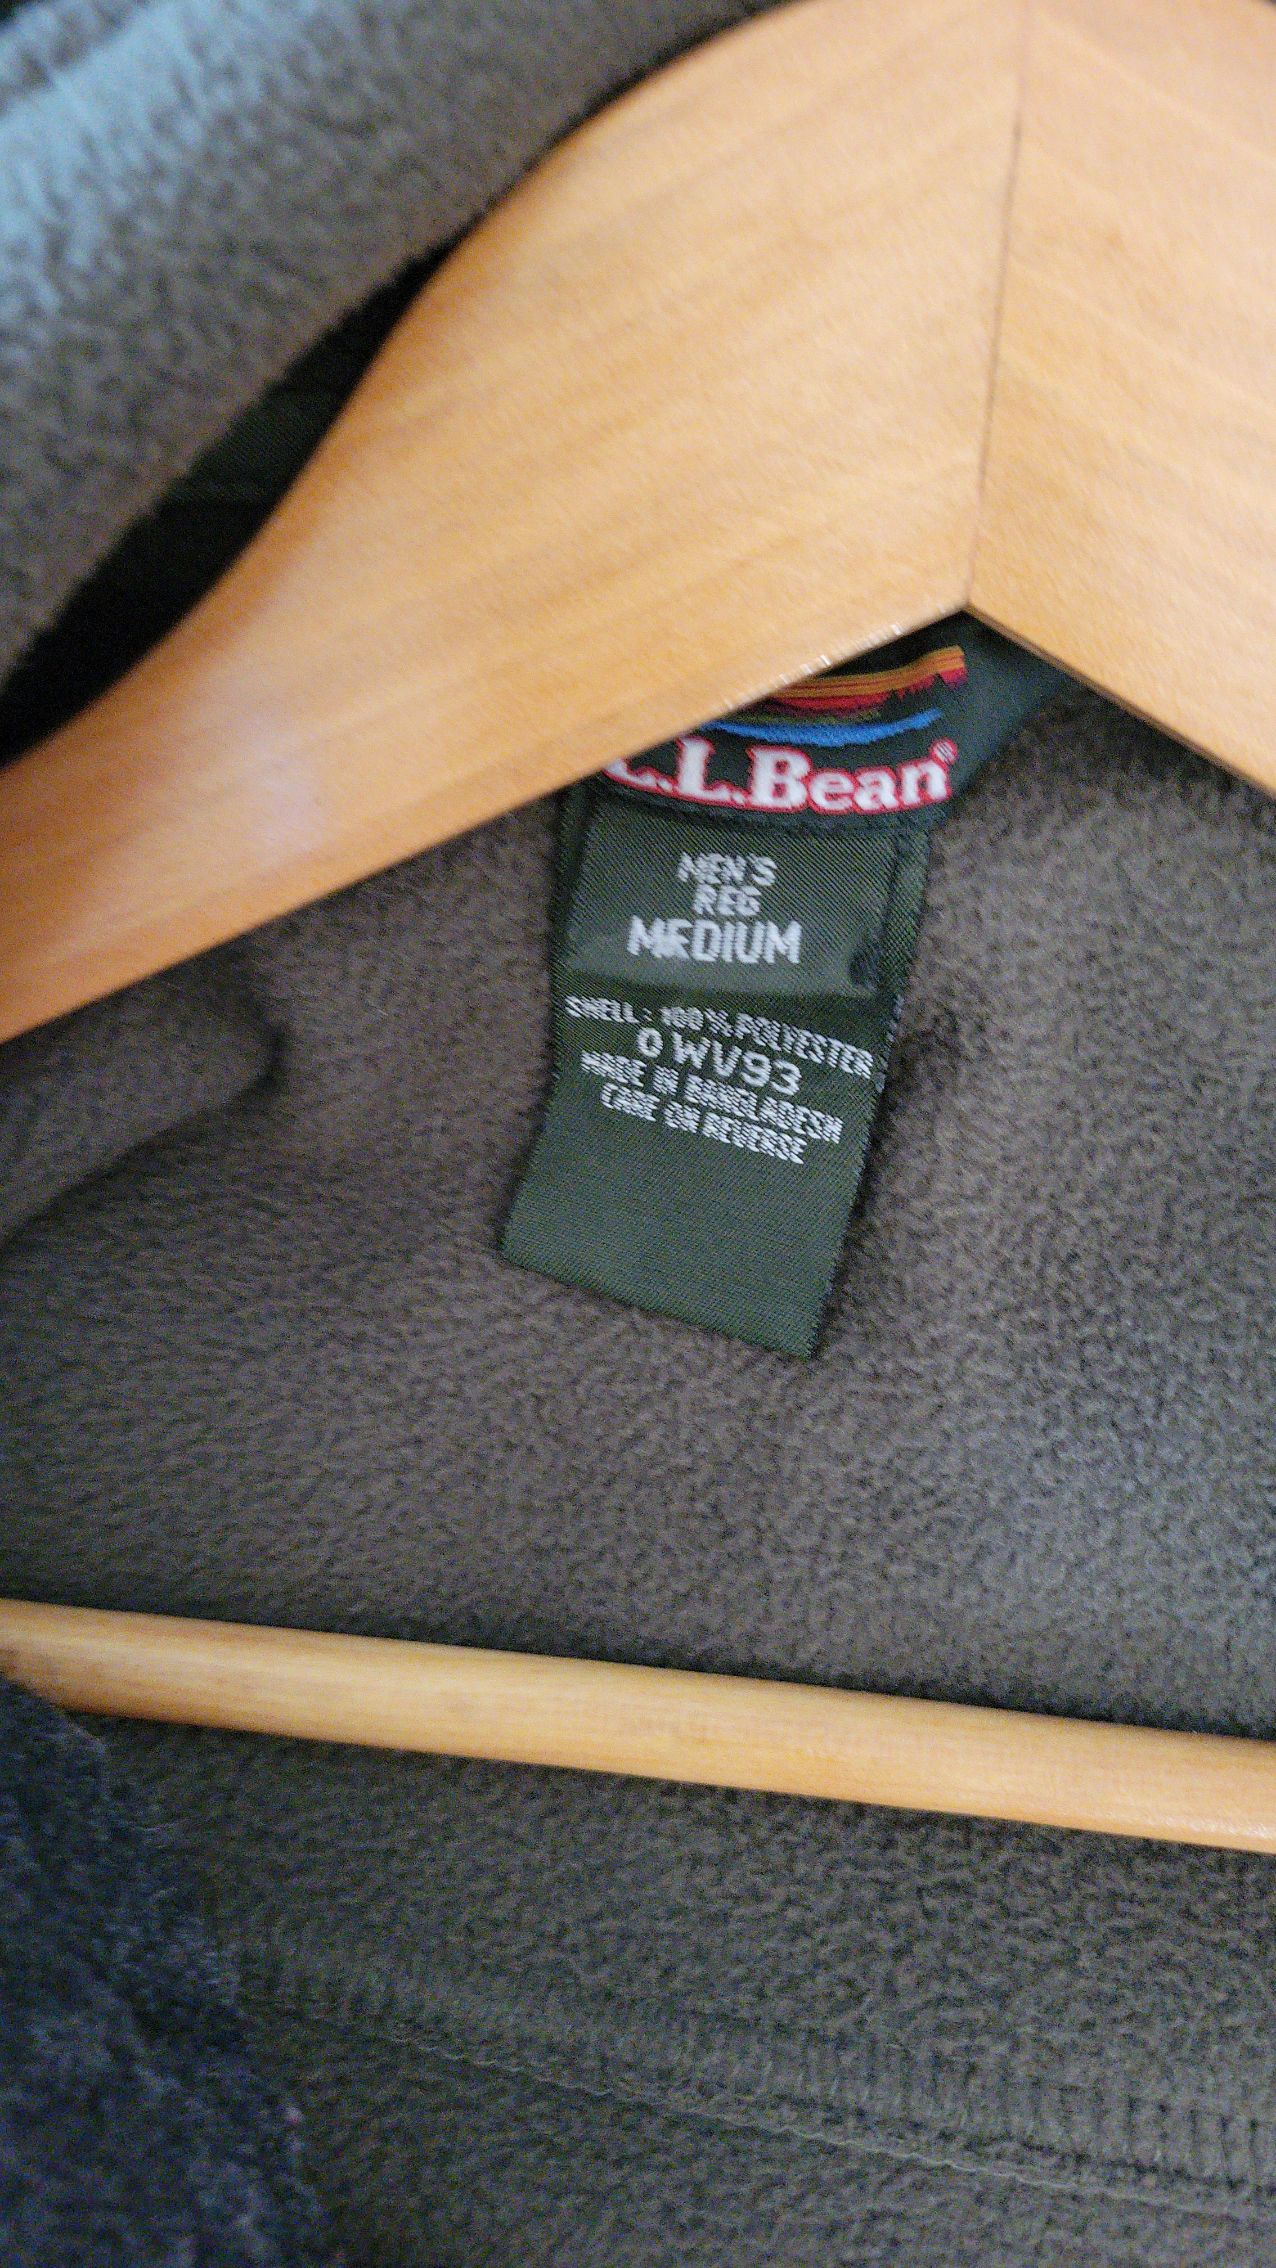 L.L.Bean®
MEN'S
REG
MEDIUM
SHELL: 100% POLYESTER
0 WV93
MADE IN BANGLADESH
CARE ON REVERSE